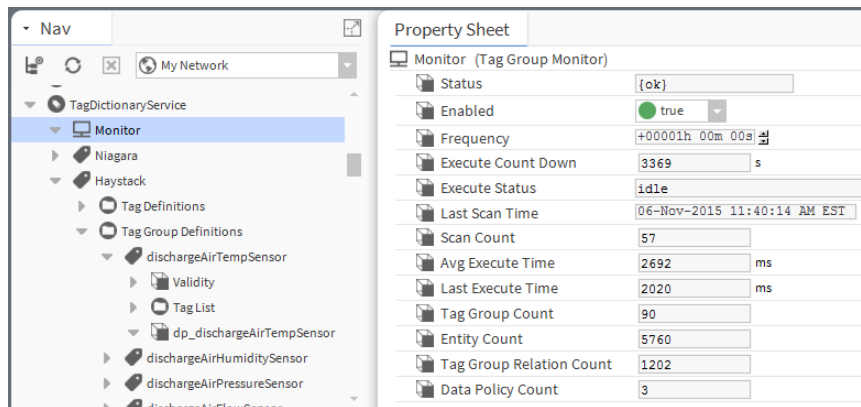 Nav
My Network
TagDictionaryService
Monitor
Niagara
Haystack
Tag Definitions
Tag Group Definitions
dischargeAirTempSensor
Validity
Tag List
dp_dischargeAirTempSensor
dischargeAirHumiditySensor
dischargeAirPressureSensor
Property Sheet
Monitor (Tag Group Monitor)
Status {ok}
Enabled true
Frequency +00001h 00m 00s
Execute Count Down 3369 s
Execute Status idle
Last Scan Time 06-Nov-2015 11:40:14 AM EST
Scan Count 57
Avg Execute Time 2692 ms
Last Execute Time 2020 ms
Tag Group Count 90
Entity Count 5760
Tag Group Relation Count 1202
Data Policy Count 3